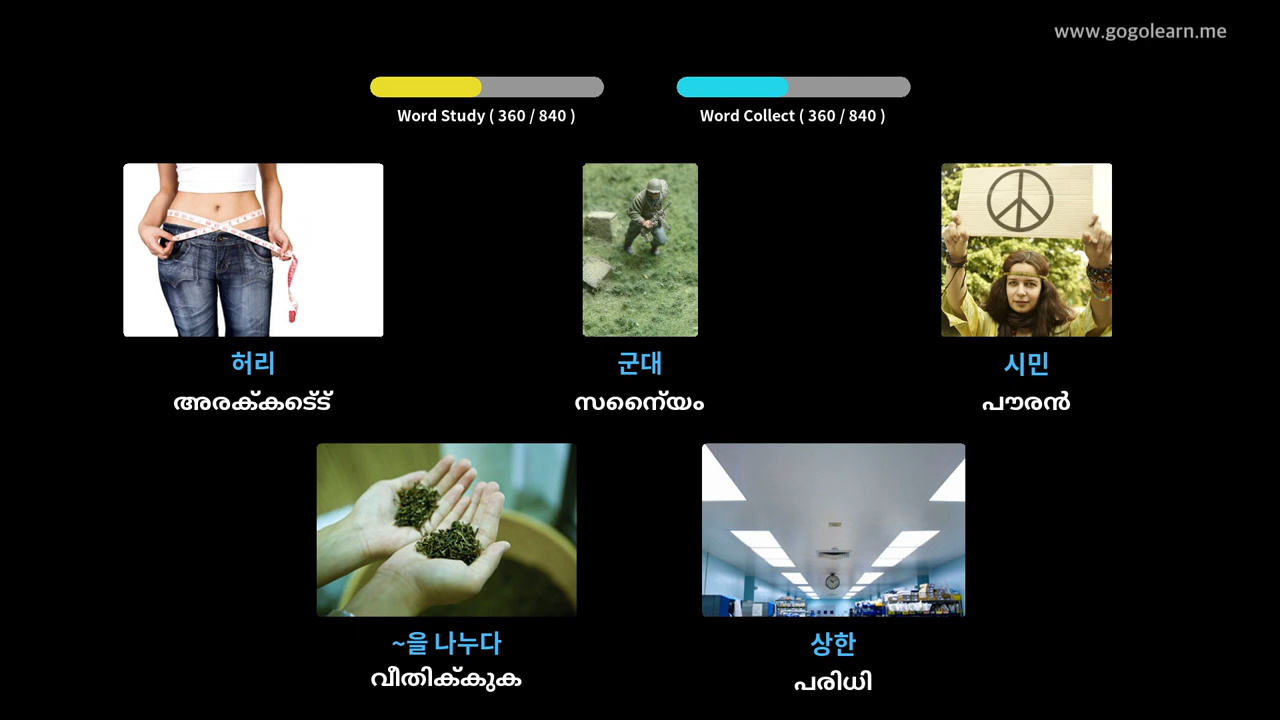 www.gogolearn.me
Word Study ( 360 / 840 )
Word Collect ( 360 / 840 )
허리
അരക്കെട്ട്
군대
സൈന്യം
시민
പൗരൻ
~을 나누다
വീതിക്കുക
상한
പരിധി